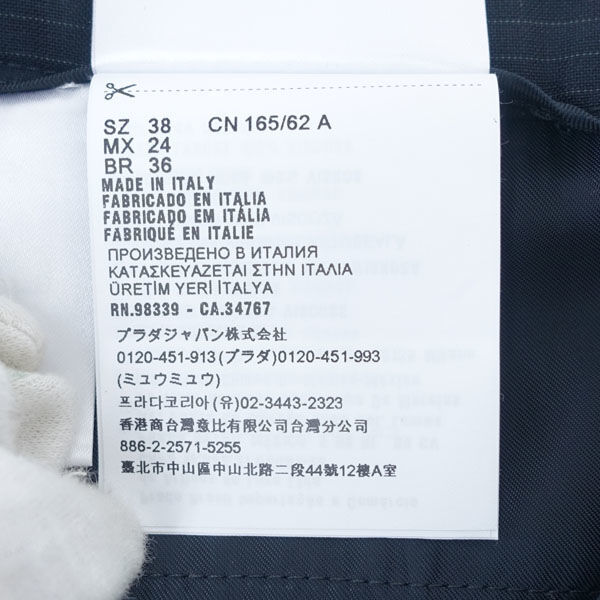 SZ 38 CN 165/62 A
MX 24
BR 36
MADE IN ITALY
FABRICADO EN ITALIA
FABRICADO EM ITÁLIA
FABRIQUÉ EN ITALIE
ПРОИЗВЕДЕНО В ИТАЛИЯ
ΚΑΤΑΣΚΕΥΑΖΕΤΑΙ ΣΤΗΝ ΙΤΑΛΙΑ
ÜRETİM YERİ İTALYA
RN.98339 - CA.34767
プラダジャパン株式会社
0120-451-913(プラダ)0120-451-993
(ミュウミュウ)
프라다코리아(유)02-3443-2323
香港商台灣意比有限公司台灣分公司
886-2-2571-5255
臺北市中山區中山北路二段44號12樓A室